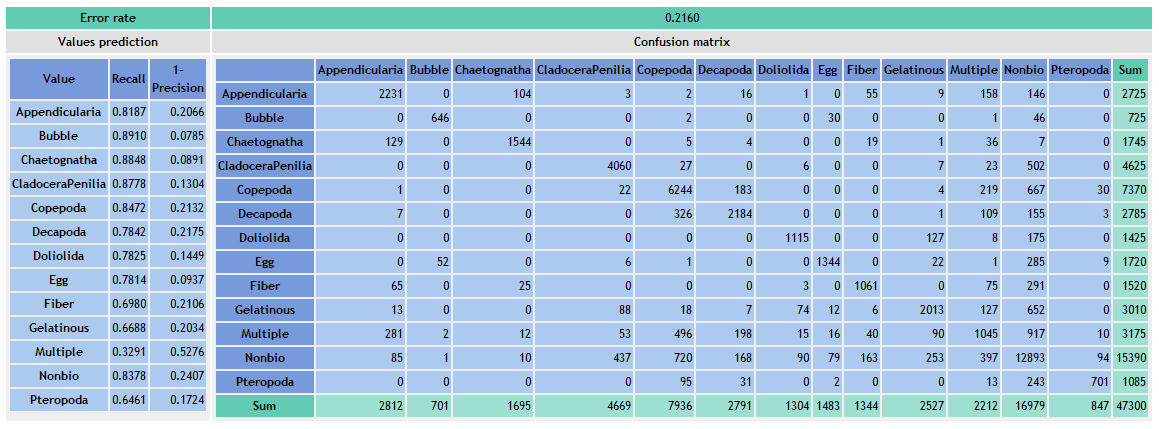 Error rate 0.2160
Values prediction Confusion matrix
Value Recall 1-Precision
Appendicularia 0.8187 0.2066
Bubble 0.8910 0.0785
Chaetognatha 0.8848 0.0891
CladoceraPenilia 0.8778 0.1304
Copepoda 0.8472 0.2132
Decapoda 0.7842 0.2175
Doliolida 0.7825 0.1449
Egg 0.7814 0.0937
Fiber 0.6980 0.2106
Gelatinous 0.6688 0.2034
Multiple 0.3291 0.5276
Nonbio 0.8378 0.2407
Pteropoda 0.6461 0.1724
Appendicularia Bubble Chaetognatha CladoceraPenilia Copepoda Decapoda Doliolida Egg Fiber Gelatinous Multiple Nonbio Pteropoda Sum
Appendicularia 2231 0 104 3 2 16 1 0 55 9 158 146 0 2725
Bubble 0 646 0 0 2 0 0 30 0 0 1 46 0 725
Chaetognatha 129 0 1544 0 5 4 0 0 19 1 36 7 0 1745
CladoceraPenilia 0 0 0 4060 27 0 6 0 0 7 23 502 0 4625
Copepoda 1 0 0 22 6244 183 0 0 0 4 219 667 30 7370
Decapoda 7 0 0 0 326 2184 0 0 0 1 109 155 3 2785
Doliolida 0 0 0 0 0 0 1115 0 0 127 8 175 0 1425
Egg 0 52 0 6 1 0 0 1344 0 22 1 285 9 1720
Fiber 65 0 25 0 0 0 3 0 1061 0 75 291 0 1520
Gelatinous 13 0 0 88 18 7 74 12 6 2013 127 652 0 3010
Multiple 281 2 12 53 496 198 15 16 40 90 1045 917 10 3175
Nonbio 85 1 10 437 720 168 90 79 163 253 397 12893 94 15390
Pteropoda 0 0 0 0 95 31 0 2 0 0 13 243 701 1085
Sum 2812 701 1695 4669 7936 2791 1304 1483 1344 2527 2212 16979 847 47300